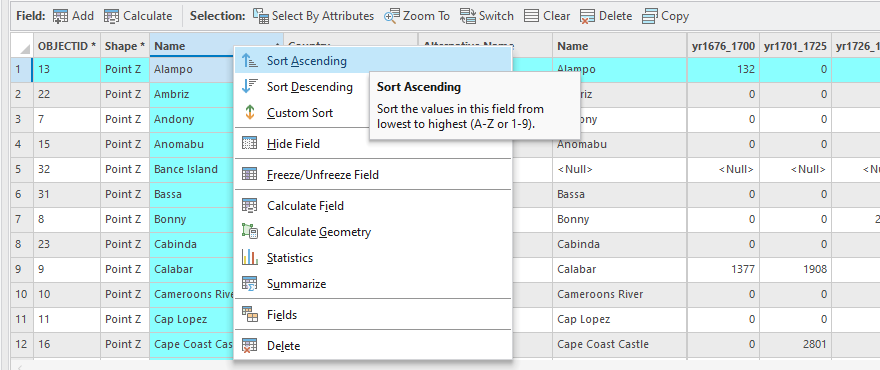 Field: Add Calculate Selection: Select By Attributes Zoom To Switch Clear Delete Copy
OBJECTID * Shape * Name Country Alternative Name Name yr1676_1700 yr1701_1725 yr1726_1
1 13 Point Z Alampo Alampo 132 0
2 22 Point Z Ambriz riz 0 0
3 7 Point Z Andony ony 0 0
4 15 Point Z Anomabu Anomabu 0 0
5 32 Point Z Bance Island <Null> <Null> <Null> <Null>
6 31 Point Z Bassa Bassa 0 0
7 8 Point Z Bonny Bonny 0 0 2
8 23 Point Z Cabinda Cabinda 0 0
9 9 Point Z Calabar Calabar 1377 1908
10 10 Point Z Cameroons River Cameroons River 0 0
11 11 Point Z Cap Lopez Cap Lopez 0 0
12 16 Point Z Cape Coast Cas Cape Coast Castle 0 2801
Sort Ascending
Sort Descending
Custom Sort
Hide Field
Freeze/Unfreeze Field
Calculate Field
Calculate Geometry
Statistics
Summarize
Fields
Delete
Sort Ascending
Sort the values in this field from
lowest to highest (A-Z or 1-9).